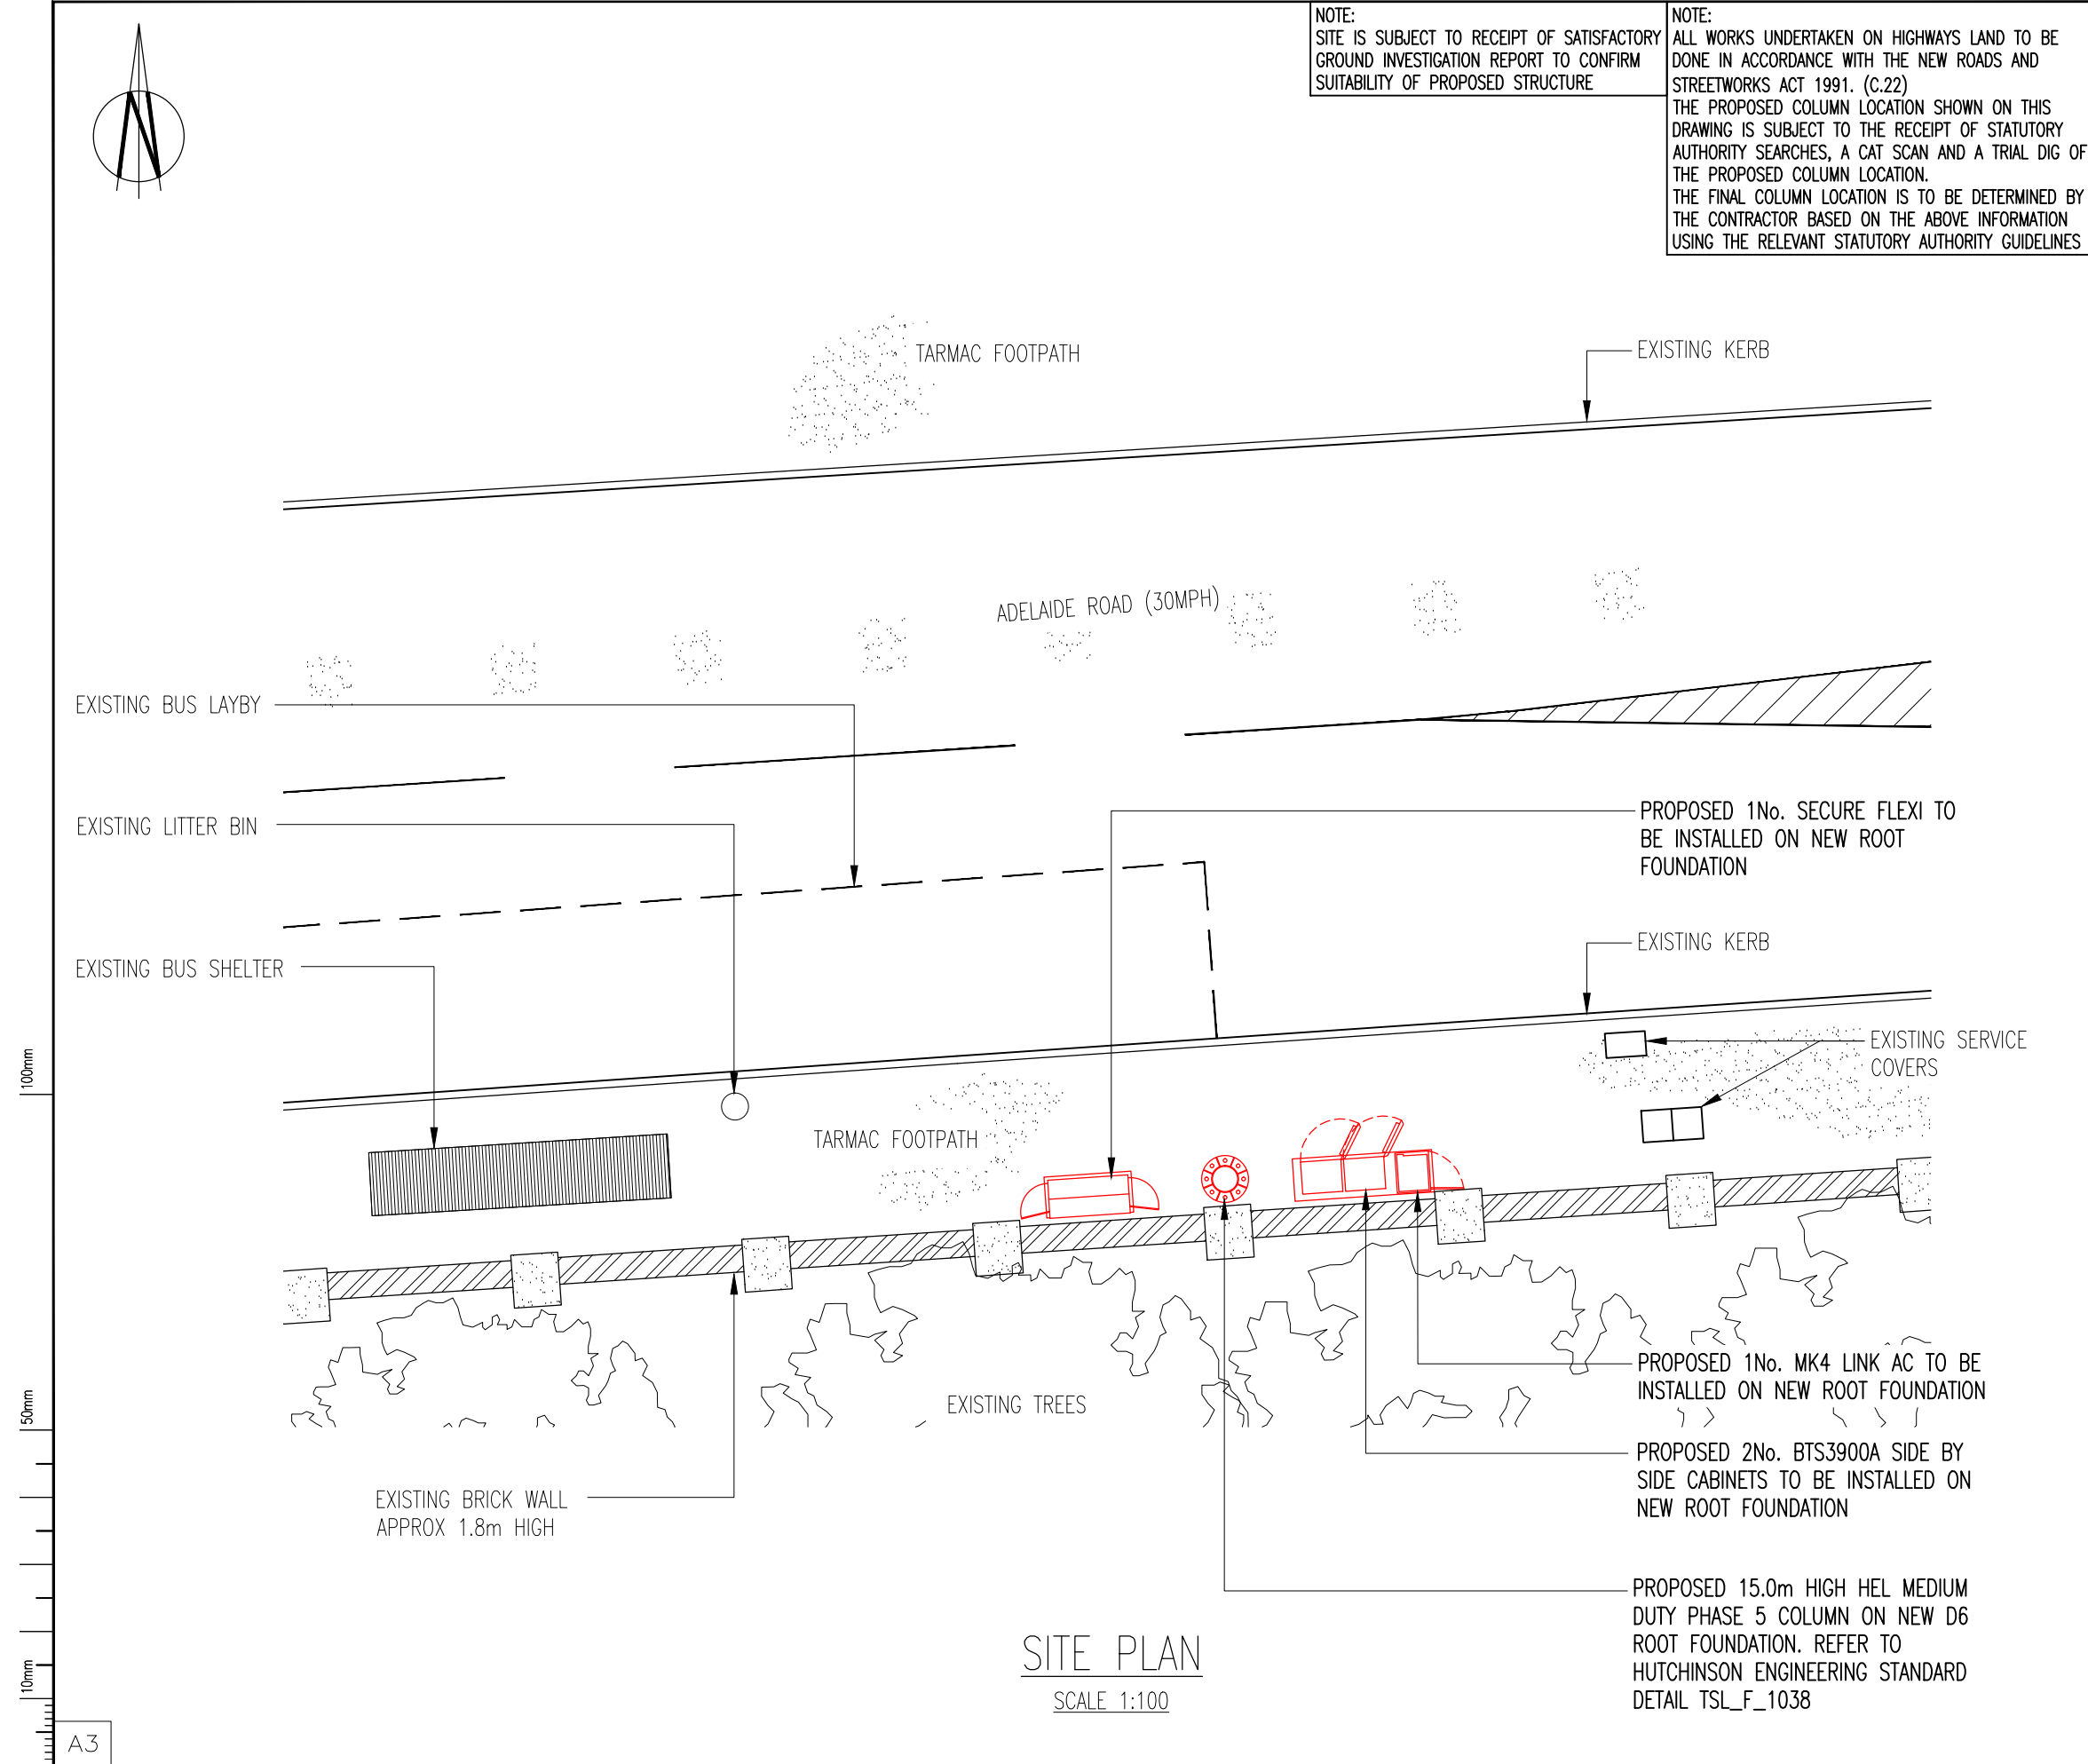 NOTE:
SITE IS SUBJECT TO RECEIPT OF SATISFACTORY
GROUND INVESTIGATION REPORT TO CONFIRM
SUITABILITY OF PROPOSED STRUCTURE
NOTE:
ALL WORKS UNDERTAKEN ON HIGHWAYS LAND TO BE
DONE IN ACCORDANCE WITH THE NEW ROADS AND
STREETWORKS ACT 1991. (C.22)
THE PROPOSED COLUMN LOCATION SHOWN ON THIS
DRAWING IS SUBJECT TO THE RECEIPT OF STATUTORY
AUTHORITY SEARCHES, A CAT SCAN AND A TRIAL DIG OF
THE PROPOSED COLUMN LOCATION.
THE FINAL COLUMN LOCATION IS TO BE DETERMINED BY
THE CONTRACTOR BASED ON THE ABOVE INFORMATION
USING THE RELEVANT STATUTORY AUTHORITY GUIDELINES
N
TARMAC FOOTPATH
EXISTING KERB
ADELAIDE ROAD (30MPH)
EXISTING BUS LAYBY
EXISTING LITTER BIN
PROPOSED 1No. SECURE FLEXI TO
BE INSTALLED ON NEW ROOT
FOUNDATION
EXISTING KERB
EXISTING BUS SHELTER
EXISTING SERVICE
COVERS
TARMAC FOOTPATH
PROPOSED 1No. MK4 LINK AC TO BE
INSTALLED ON NEW ROOT FOUNDATION
EXISTING TREES
PROPOSED 2No. BTS3900A SIDE BY
SIDE CABINETS TO BE INSTALLED ON
NEW ROOT FOUNDATION
EXISTING BRICK WALL
APPROX 1.8m HIGH
PROPOSED 15.0m HIGH HEL MEDIUM
DUTY PHASE 5 COLUMN ON NEW D6
ROOT FOUNDATION. REFER TO
HUTCHINSON ENGINEERING STANDARD
DETAIL TSL_F_1038
SITE PLAN
SCALE 1:100
100mm
50mm
10mm
A3